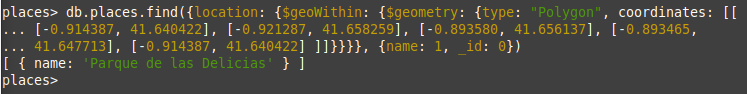 places> db.places.find({location: {$geoWithin: {$geometry: {type: "Polygon", coordinates: [[
... [-0.914387, 41.640422], [-0.921287, 41.658259], [-0.893580, 41.656137], [-0.893465,
... 41.647713], [-0.914387, 41.640422] ]]}}}}, {name: 1, _id: 0})
[ { name: 'Parque de las Delicias' } ]
places>